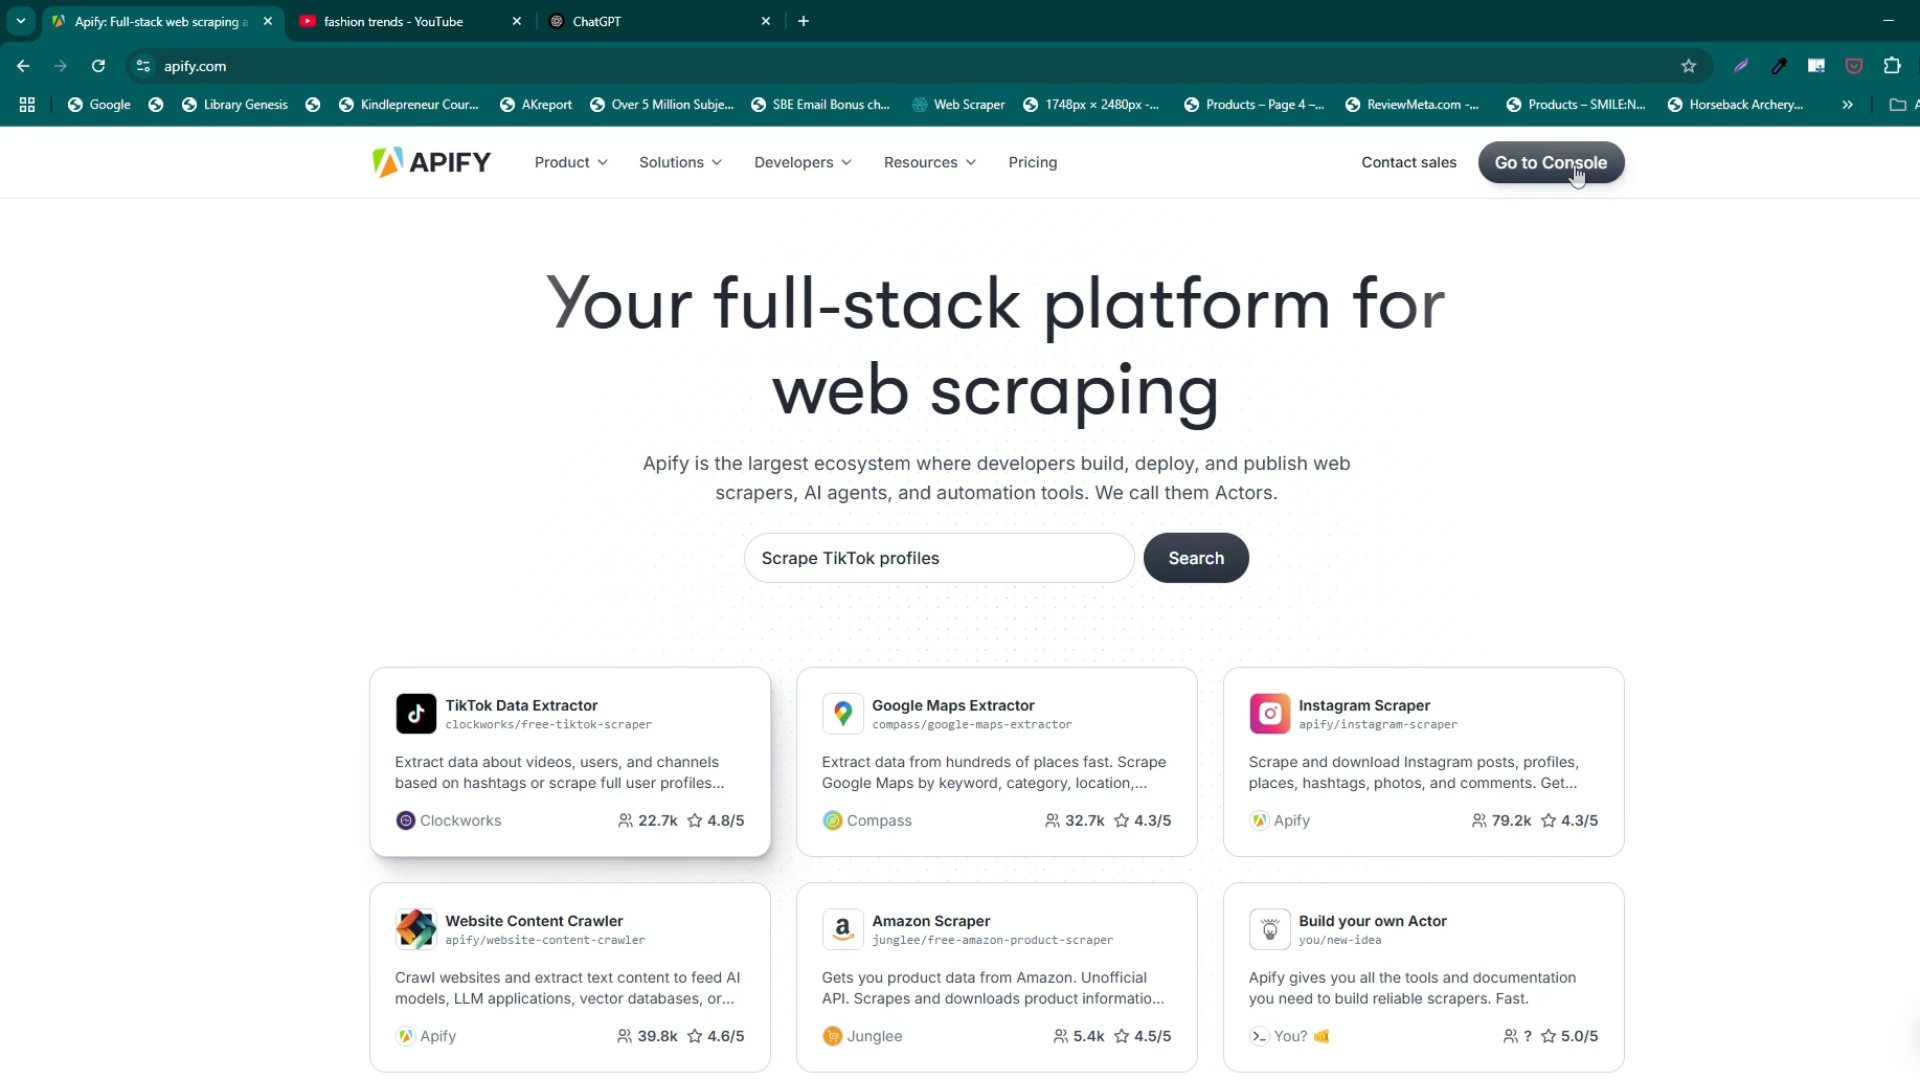 Apify: Full-stack web scraping a
fashion trends - YouTube
ChatGPT
apify.com
Google
Library Genesis
Kindlepreneur Cour...
AKreport
Over 5 Million Subje...
SBE Email Bonus ch...
Web Scraper
1748px × 2480px -...
Products – Page 4 –...
ReviewMeta.com -...
Products – SMILE:N...
Horseback Archery...
APIFY
Product
Solutions
Developers
Resources
Pricing
Contact sales
Go to Console
Your full-stack platform for
web scraping
Apify is the largest ecosystem where developers build, deploy, and publish web
scrapers, AI agents, and automation tools. We call them Actors.
Scrape TikTok profiles
Search
TikTok Data Extractor
clockworks/free-tiktok-scraper
Extract data about videos, users, and channels
based on hashtags or scrape full user profiles...
Clockworks 22.7k 4.8/5
Google Maps Extractor
compass/google-maps-extractor
Extract data from hundreds of places fast. Scrape
Google Maps by keyword, category, location,...
Compass 32.7k 4.3/5
Instagram Scraper
apify/instagram-scraper
Scrape and download Instagram posts, profiles,
places, hashtags, photos, and comments. Get...
Apify 79.2k 4.3/5
Website Content Crawler
apify/website-content-crawler
Crawl websites and extract text content to feed AI
models, LLM applications, vector databases, or...
Apify 39.8k 4.6/5
Amazon Scraper
junglee/free-amazon-product-scraper
Gets you product data from Amazon. Unofficial
API. Scrapes and downloads product informatio...
Junglee 5.4k 4.5/5
Build your own Actor
you/new-idea
Apify gives you all the tools and documentation
you need to build reliable scrapers. Fast.
You? 🤙 ? 5.0/5